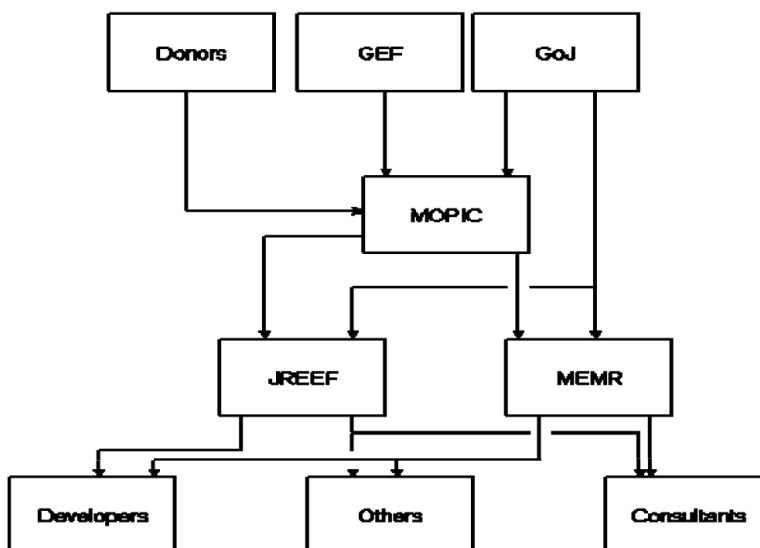 Donors
GEF
GoJ
MOPIC
JREEF
MEMR
Developers
Others
Consultants